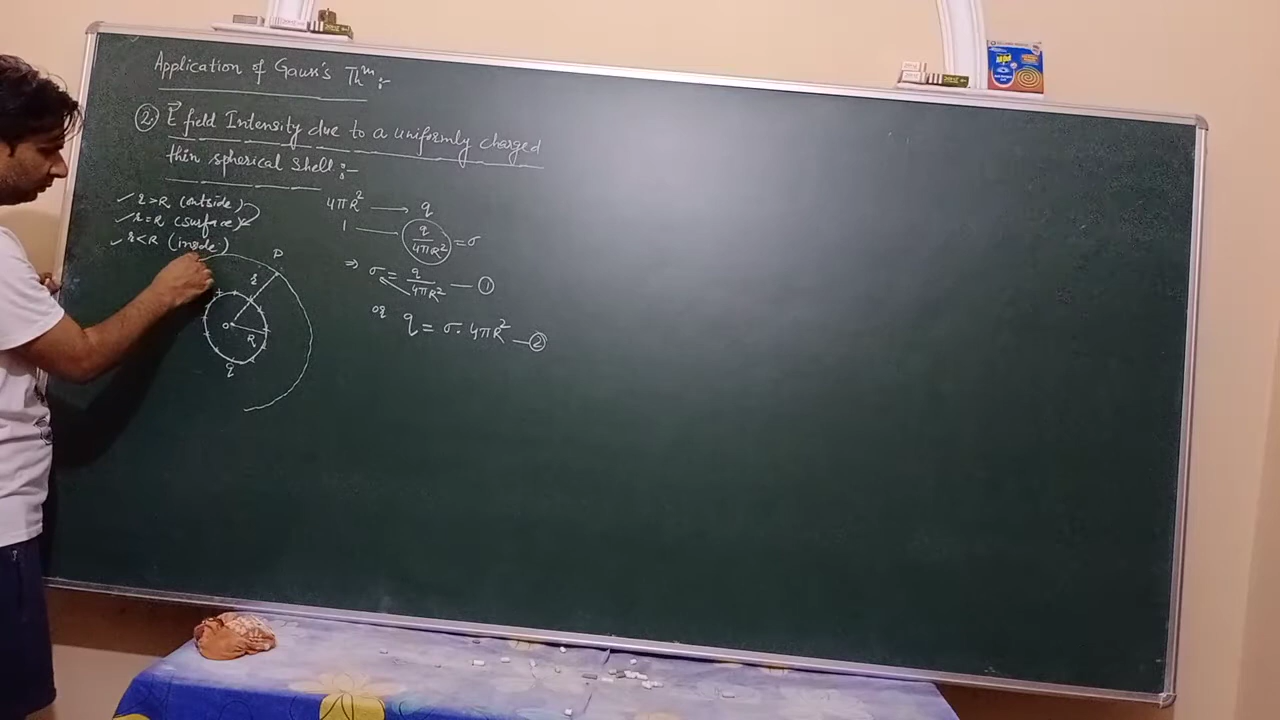 Application of Gauss's Thm:
② E⃗ field Intensity due to a uniformly charged
thin spherical shell:-
✓ r>R (outside)
✓ r=R (surface)
✓ r<R (inside)
4πR² ⟶ q
1 — q/4πR² = σ
⇒ σ = q/4πR² — ①
or q = σ. 4πR² — ②
P
r
O
R
q